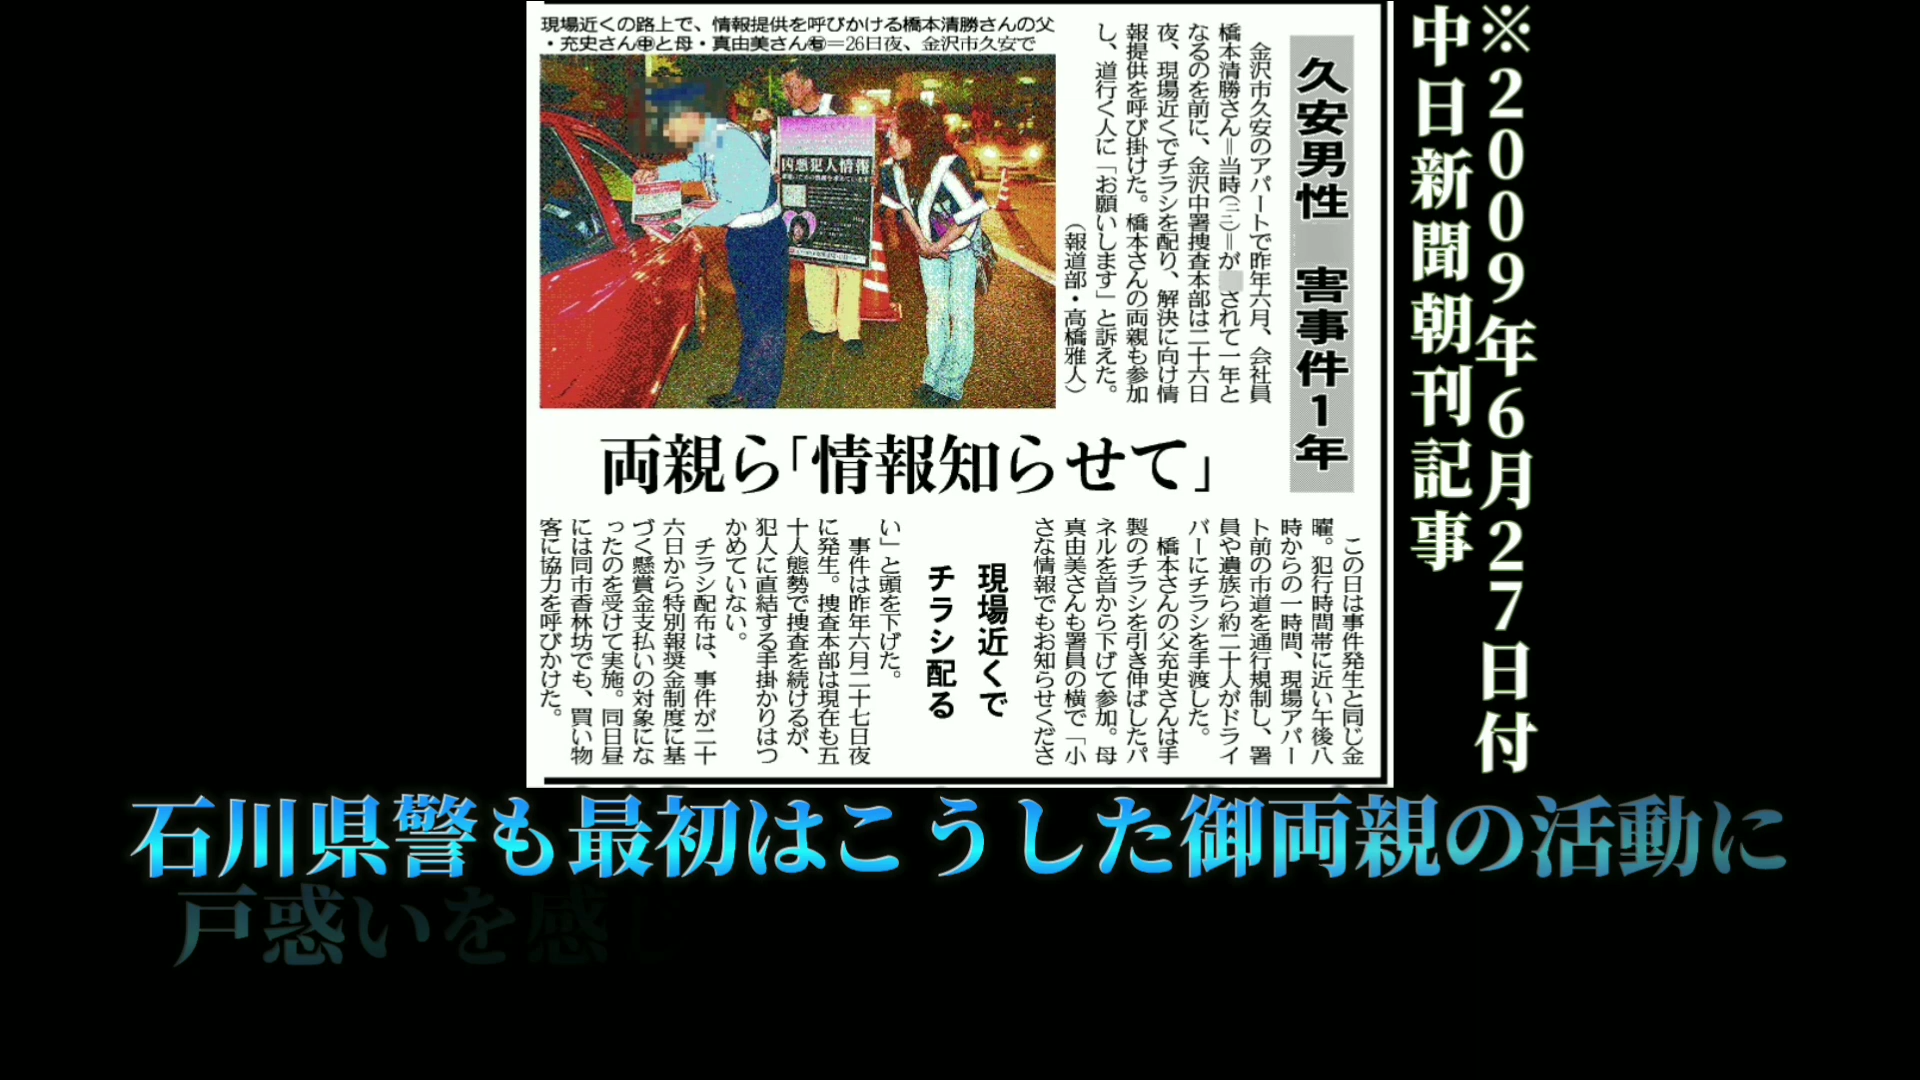 ※2009年6月27日付
中日新聞朝刊記事
現場近くの路上で、情報提供を呼びかける橋本清勝さんの父
・充史さん㊥と母・真由美さん㊨＝26日夜、金沢市久安で
凶悪犯人情報
久安男性 害事件1年
金沢市久安のアパートで昨年六月、会社員
橋本清勝さん＝当時(二二)＝が されて一年と
なるのを前に、金沢中署捜査本部は二十六日
夜、現場近くでチラシを配り、解決に向け情
報提供を呼び掛けた。橋本さんの両親も参加
し、道行く人に「お願いします」と訴えた。
（報道部・高橋雅人）
両親ら「情報知らせて」
この日は事件発生と同じ金
曜。犯行時間帯に近い午後八
時からの一時間、現場アパー
ト前の市道を通行規制し、署
員や遺族ら約二十人がドライ
バーにチラシを手渡した。
橋本さんの父充史さんは手
製のチラシを引き伸ばしたパ
ネルを首から下げて参加。母
真由美さんも署員の横で「小
さな情報でもお知らせくださ
現場近くで
チラシ配る
い」と頭を下げた。
事件は昨年六月二十七日夜
に発生。捜査本部は現在も五
十人態勢で捜査を続けるが、
犯人に直結する手掛かりはつ
かめていない。
チラシ配布は、事件が二十
六日から特別報奨金制度に基
づく懸賞金支払いの対象にな
ったのを受けて実施。同日昼
には同市香林坊でも、買い物
客に協力を呼びかけた。
石川県警も最初はこうした御両親の活動に
戸惑いを感じ